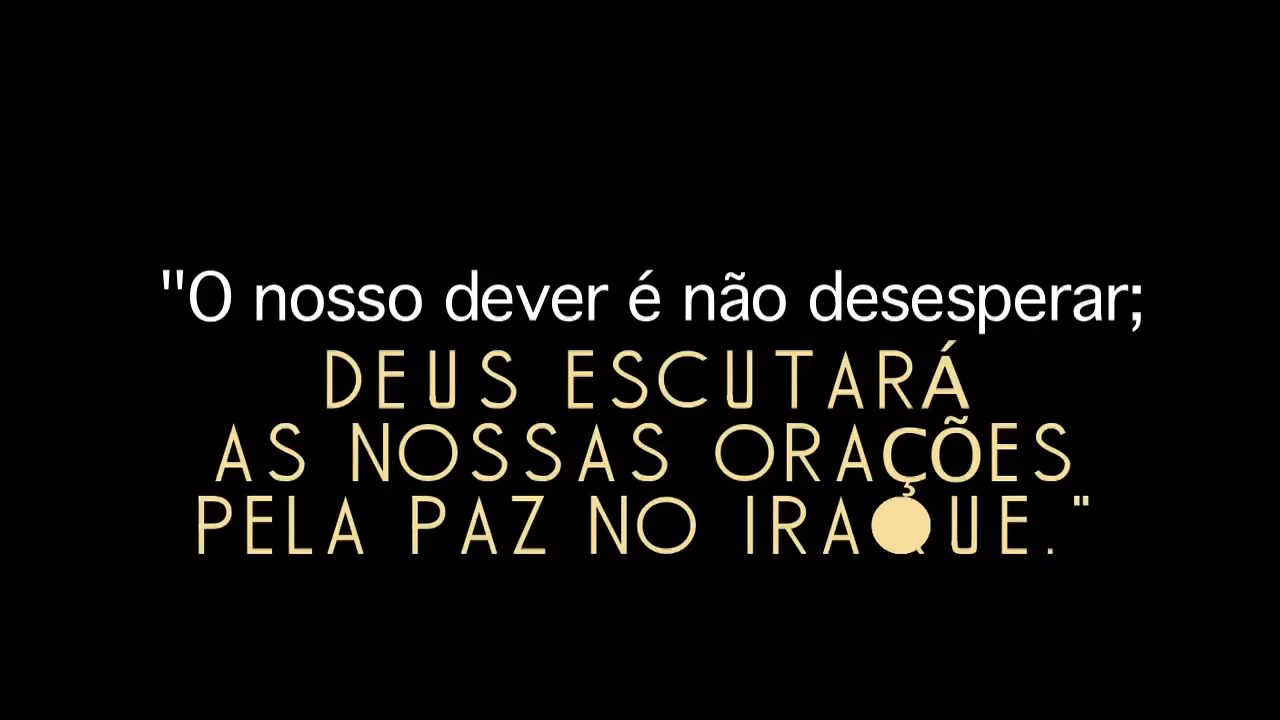 "O nosso dever é não desesperar;
DEUS ESCUTARÁ
AS NOSSAS ORAÇÕES
PELA PAZ NO IRAQUE."